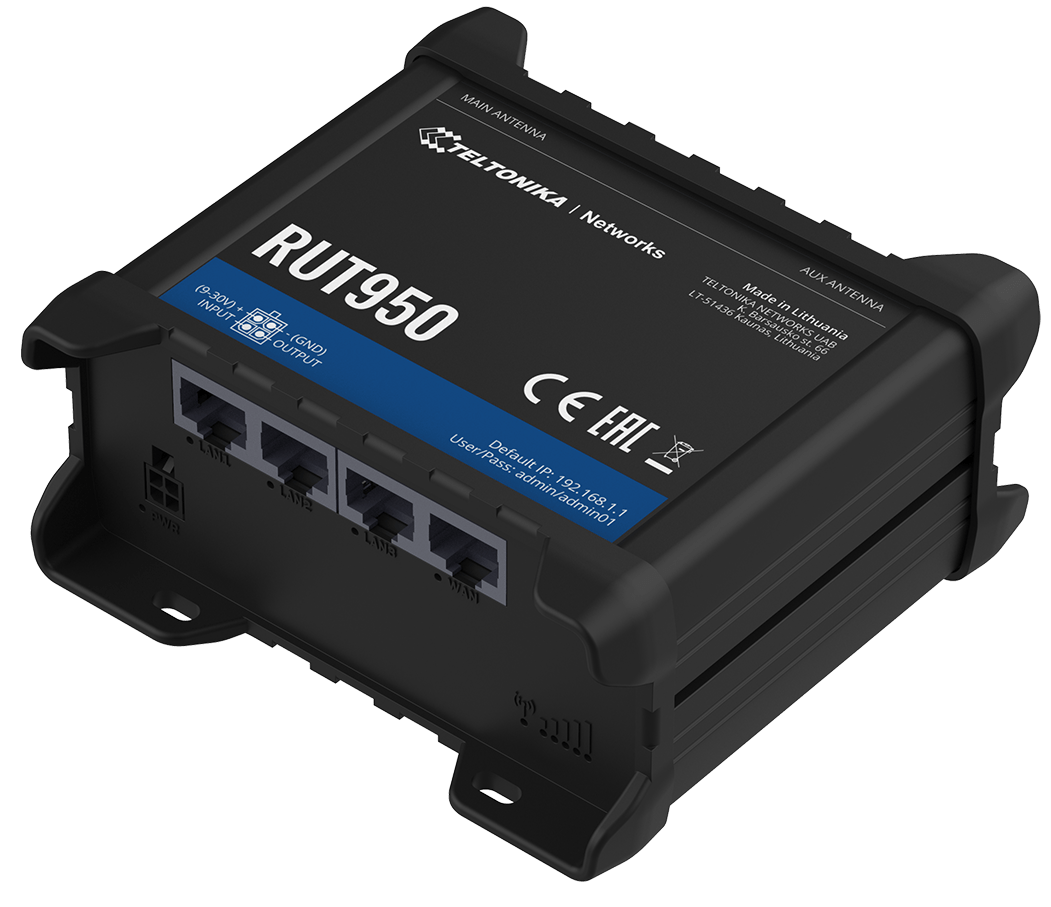 MAIN ANTENNA
AUX ANTENNA
TELTONIKA | Networks
Made in Lithuania
TELTONIKA NETWORKS UAB
K. Barsausko st. 66
LT-51436 Kaunas, Lithuania
RUT950
CE EAC
(9-30V) +
INPUT
- (GND)
OUTPUT
Default IP: 192.168.1.1
User/Pass: admin/admin01
LAN1
LAN2
LAN3
WAN
PWR